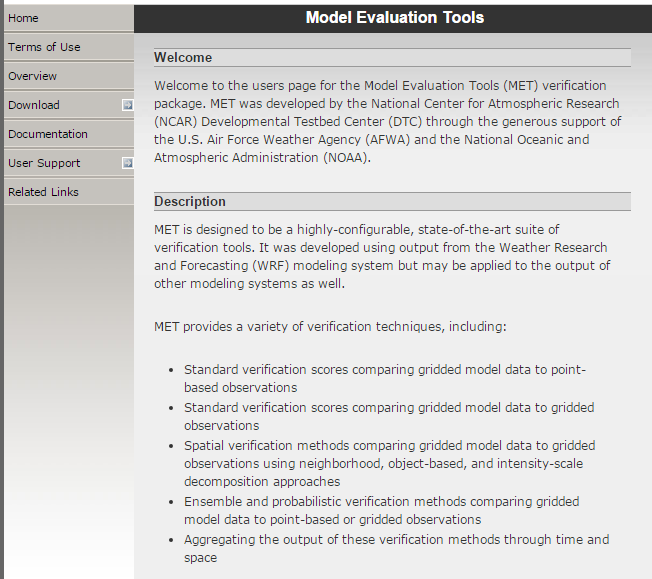 Home
Terms of Use
Overview
Download
Documentation
User Support
Related Links
Model Evaluation Tools
Welcome
Welcome to the users page for the Model Evaluation Tools (MET) verification
package. MET was developed by the National Center for Atmospheric Research
(NCAR) Developmental Testbed Center (DTC) through the generous support of
the U.S. Air Force Weather Agency (AFWA) and the National Oceanic and
Atmospheric Administration (NOAA).
Description
MET is designed to be a highly-configurable, state-of-the-art suite of
verification tools. It was developed using output from the Weather Research
and Forecasting (WRF) modeling system but may be applied to the output of
other modeling systems as well.
MET provides a variety of verification techniques, including:
• Standard verification scores comparing gridded model data to point-
based observations
• Standard verification scores comparing gridded model data to gridded
observations
• Spatial verification methods comparing gridded model data to gridded
observations using neighborhood, object-based, and intensity-scale
decomposition approaches
• Ensemble and probabilistic verification methods comparing gridded
model data to point-based or gridded observations
• Aggregating the output of these verification methods through time and
space